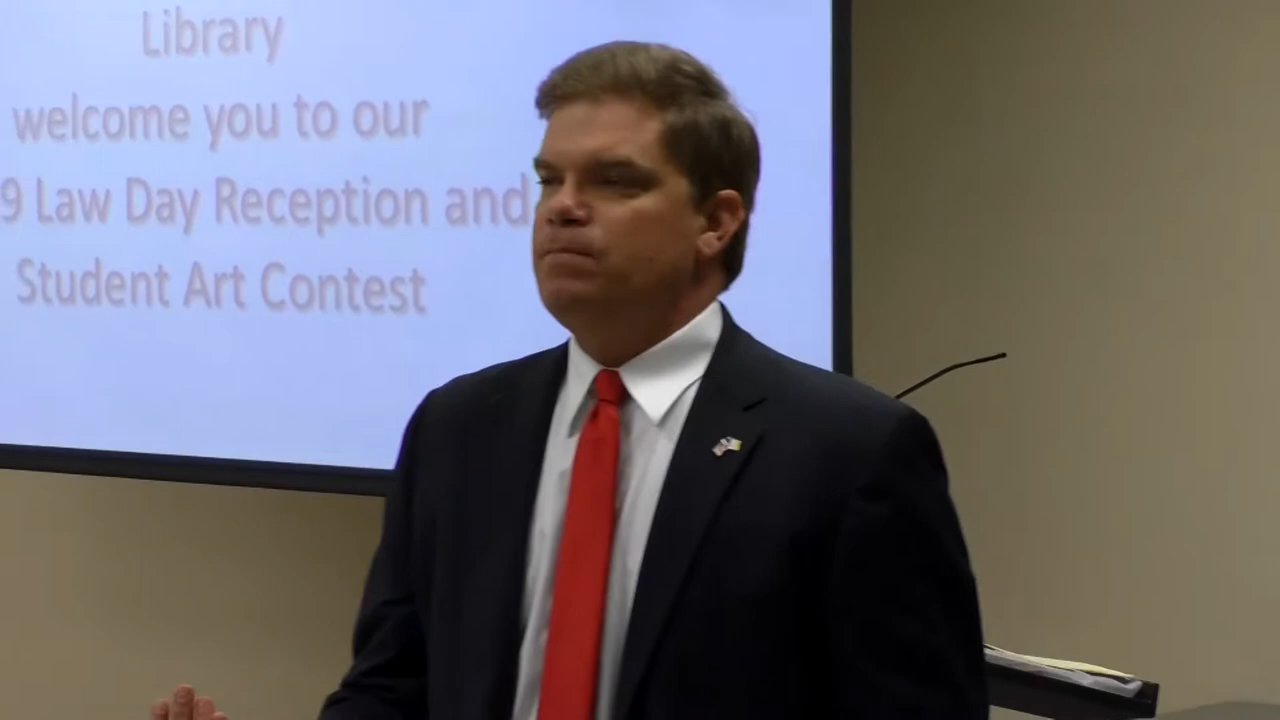 Library
welcome you to our
9 Law Day Reception and
Student Art Contest